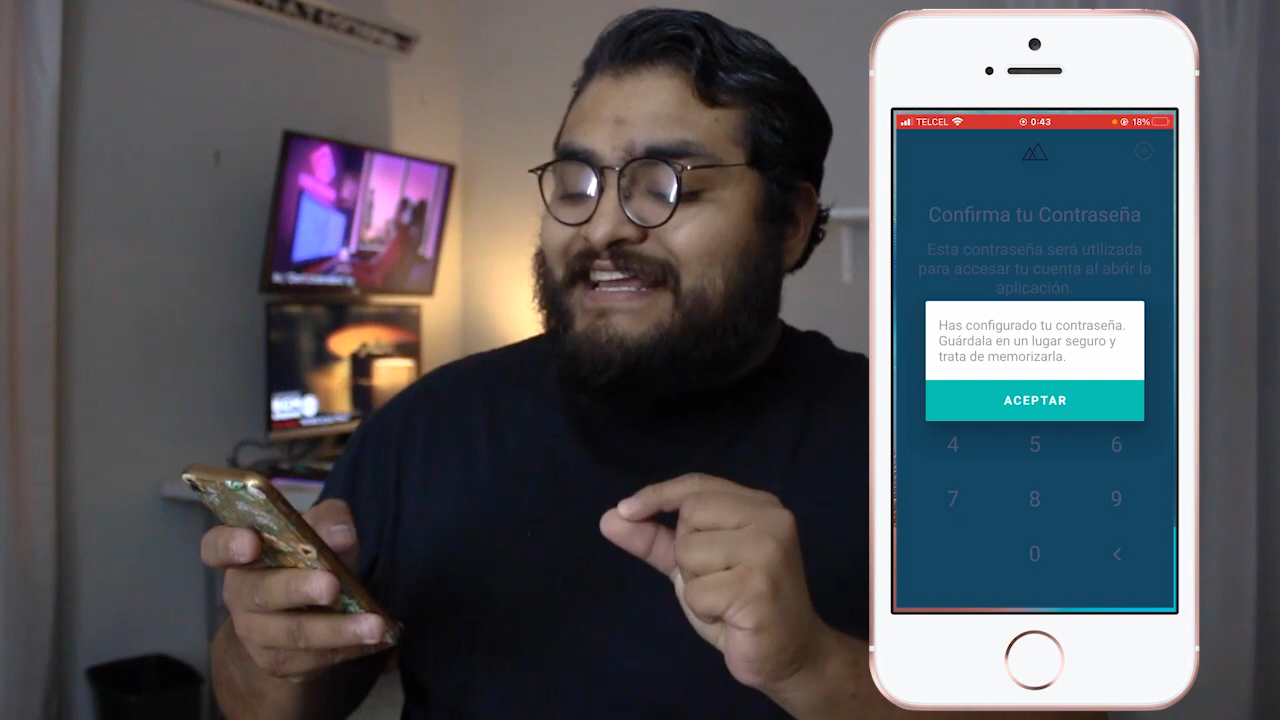 TELCEL 0:43 18%
Confirma tu Contraseña
Esta contraseña será utilizada
para accesar tu cuenta al abrir la
aplicación.
Has configurado tu contraseña.
Guárdala en un lugar seguro y
trata de memorizarla.
ACEPTAR
4 5 6
7 8 9
0 <